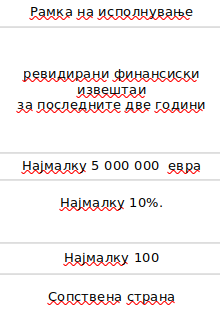 Рамка на исполнување
ревидирани финансиски
извештаи
за последните две години
Најмалку 5 000 000 евра
Најмалку 10%.
Најмалку 100
Сопствена страна